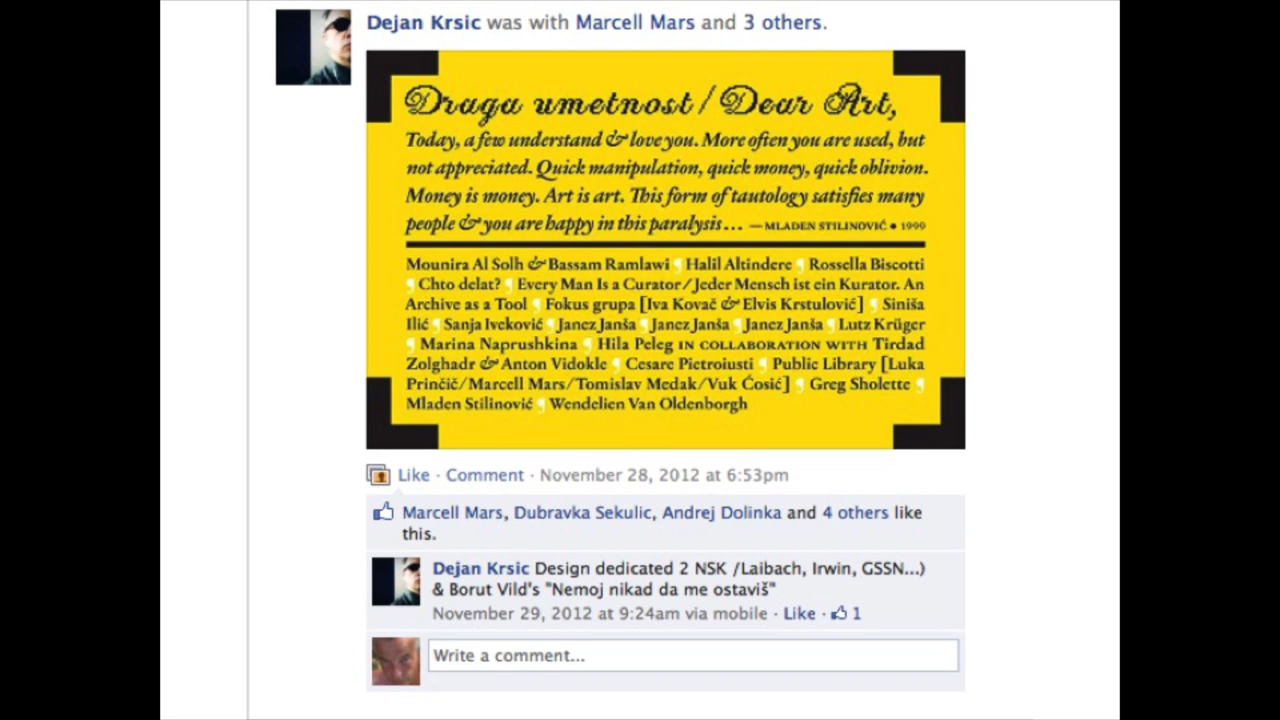 Dejan Krsic was with Marcell Mars and 3 others.
Draga umetnost/Dear Art,
Today, a few understand & love you. More often you are used, but
not appreciated. Quick manipulation, quick money, quick oblivion.
Money is money. Art is art. This form of tautology satisfies many
people & you are happy in this paralysis... —MLADEN STILINOVIĆ • 1999
Mounira Al Solh & Bassam Ramlawi ¶ Halil Altindere ¶ Rossella Biscotti
¶ Chto delat? ¶ Every Man Is a Curator/Jeder Mensch ist ein Kurator. An
Archive as a Tool ¶ Fokus grupa [Iva Kovač & Elvis Krstulović] ¶ Siniša
Ilić ¶ Sanja Iveković ¶ Janez Janša ¶ Janez Janša ¶ Janez Janša ¶ Lutz Krüger
¶ Marina Naprushkina ¶ Hila Peleg IN COLLABORATION WITH Tirdad
Zolghadr & Anton Vidokle ¶ Cesare Pietroiusti ¶ Public Library [Luka
Prinčič/Marcell Mars/Tomislav Medak/Vuk Ćosić] ¶ Greg Sholette ¶
Mladen Stilinović ¶ Wendelien Van Oldenborgh
Like · Comment · November 28, 2012 at 6:53pm
Marcell Mars, Dubravka Sekulic, Andrej Dolinka and 4 others like
this.
Dejan Krsic Design dedicated 2 NSK /Laibach, Irwin, GSSN...)
& Borut Vild's "Nemoj nikad da me ostaviš"
November 29, 2012 at 9:24am via mobile · Like · 1
Write a comment...